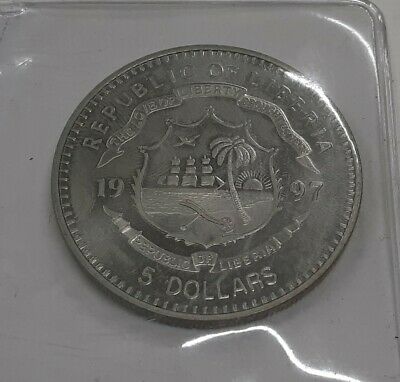 REPUBLIC OF LIBERIA
THE LOVE OF LIBERTY BROUGHT US HERE
19 97
REPUBLIC OF LIBERIA
5 DOLLARS